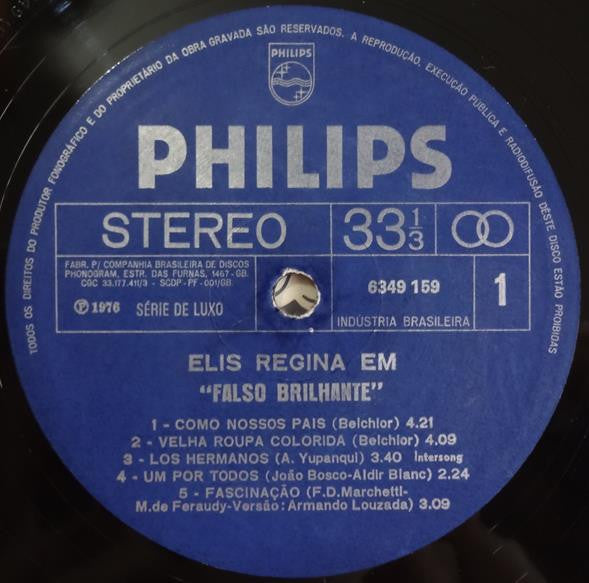 TODOS OS DIREITOS DO PRODUTOR FONOGRÁFICO E DO PROPRIETÁRIO DA OBRA GRAVADA SÃO RESERVADOS. A REPRODUÇÃO, EXECUÇÃO PÚBLICA E RADIODIFUSÃO DÊSTE DISCO ESTÃO PROIBIDAS
PHILIPS
PHILIPS
STEREO 33 1/3
FABR. P/ COMPANHIA BRASILEIRA DE DISCOS
PHONOGRAM, ESTR. DAS FURNAS, 1467-GB.
CGC 33.177.411/3 - SCDP-PF-001/GB
Ⓟ 1976 SÉRIE DE LUXO
6349 159
INDÚSTRIA BRASILEIRA
1
ELIS REGINA EM
"FALSO BRILHANTE"
1 - COMO NOSSOS PAIS (Belchior) 4.21
2 - VELHA ROUPA COLORIDA (Belchior) 4.09
3 - LOS HERMANOS (A. Yupanqui) 3.40 Intersong
4 - UM POR TODOS (João Bosco-Aldir Blanc) 2.24
5 - FASCINAÇÃO (F.D.Marchetti-
M.de Feraudy-Versão: Armando Louzada) 3.09